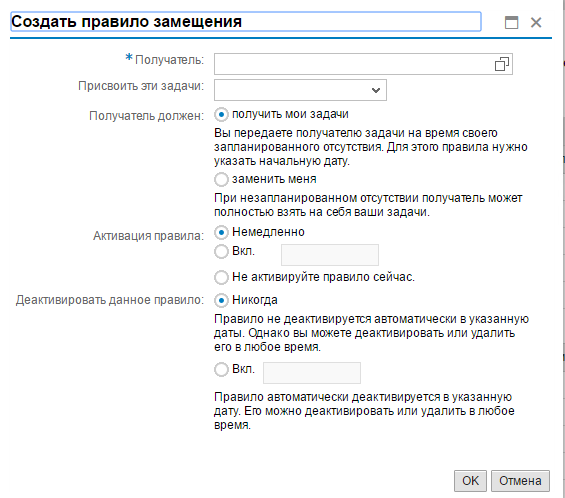 Создать правило замещения
* Получатель:
Присвоить эти задачи:
Получатель должен: получить мои задачи
Вы передаете получателю задачи на время своего
запланированного отсутствия. Для этого правила нужно
указать начальную дату.
заменить меня
При незапланированном отсутствии получатель может
полностью взять на себя ваши задачи.
Активация правила: Немедленно
Вкл.
Не активируйте правило сейчас.
Деактивировать данное правило: Никогда
Правило не деактивируется автоматически в указанную
даты. Однако вы можете деактивировать или удалить
его в любое время.
Вкл.
Правило автоматически деактивируется в указанную
дату. Его можно деактивировать или удалить в любое
время.
OK Отмена